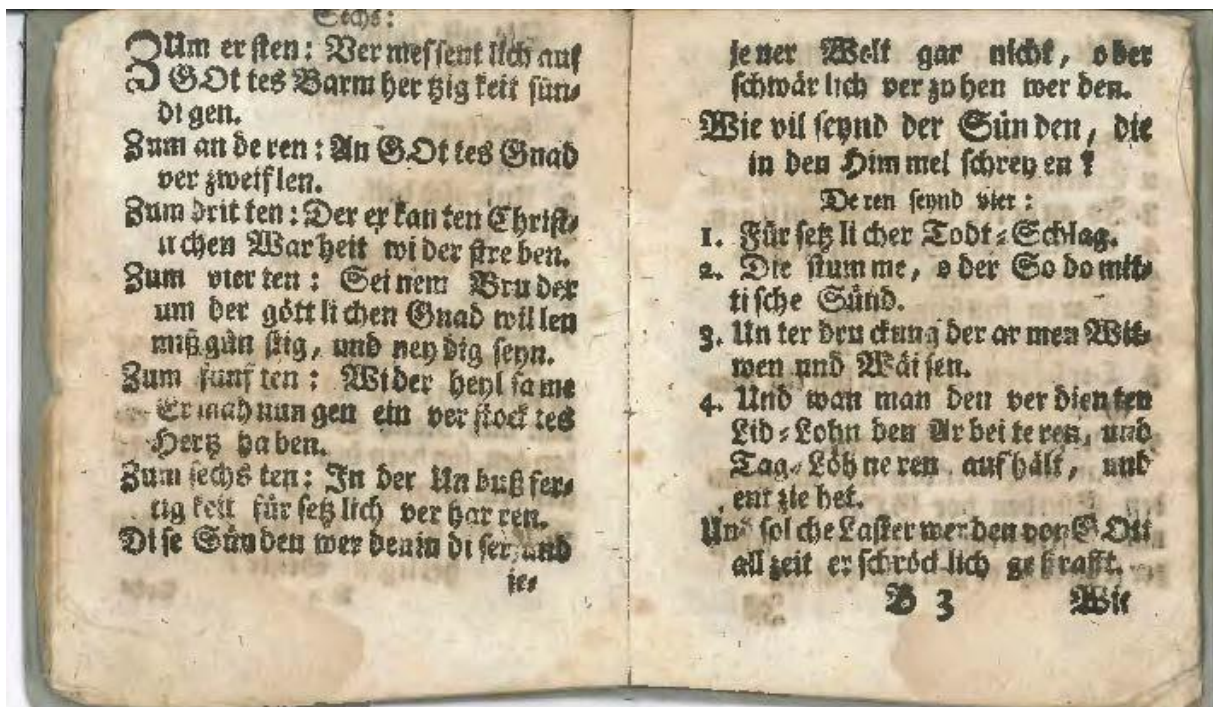 Sechs:
ZUm er sten: Ver mes sent lich auf
GOt tes Barm her tzig keit sün-
di gen.
Zum an de ren: An GOt tes Gnad
ver zweif len.
Zum drit ten: Der er kan ten Christ-
li chen War heit wi der stre ben.
Zum vier ten: Sei nem Bru der
um der gött li chen Gnad wil len
miß gün stig, und ney dig seyn.
Zum fünf ten: Wi der heyl sa me
Er mah nun gen ein ver stock tes
Hertz ha ben.
Zum sechs ten: In der Un buß fer-
tig keit für setz lich ver har ren.
Di se Sün den wer den in di ser, und
je-
je ner Welt gar nicht, o der
schwär lich ver zy hen wer den.
Wie vil seynd der Sün den, die
in den Him mel schrey en?
De ren seynd vier:
1. Für setz li cher Todt-Schlag.
2. Die stum me, o der So do mit-
ti sche Sünd.
3. Un ter dru ckung der ar men Wit-
wen und Wäi sen.
4. Und wan man den ver dien ten
Lid-Lohn den Ar bei te ren, und
Tag-Löh ne ren auf hält, und
ent zie het.
Und sol che Laster wer den von GOtt
all zeit er schröck lich ge strafft.
B 3 Wie